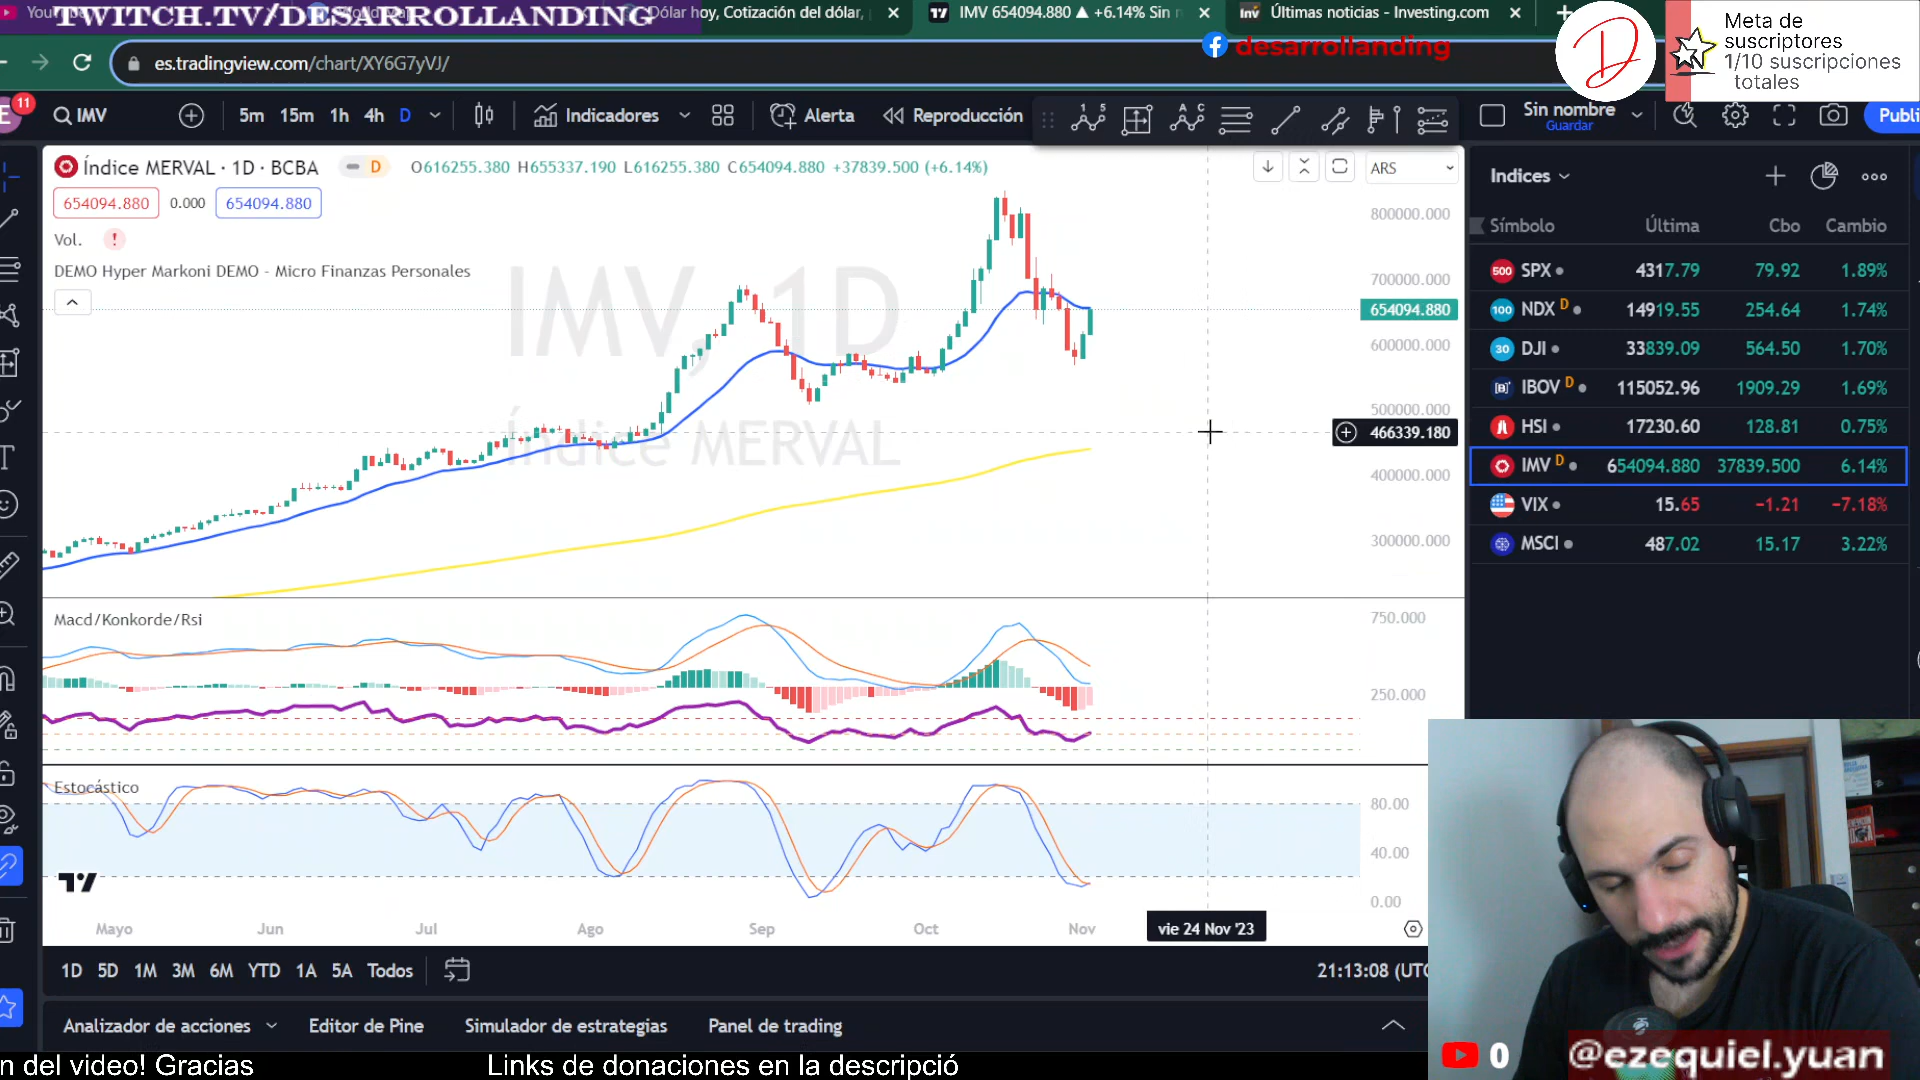 TWITCH.TV/DESARROLLANDING
Dólar hoy, Cotización del dólar,
IMV 654094.880 ▲ +6.14% Sin n
Últimas noticias - Investing.com
desarrollanding
D
Meta de
suscriptores
1/10 suscripciones
totales
es.tradingview.com/chart/XY6G7yVJ/
11
IMV
5m 15m 1h 4h D
Indicadores
Alerta
Reproducción
Sin nombre
Guardar
Publi
Índice MERVAL · 1D · BCBA
D
O616255.380 H655337.190 L616255.380 C654094.880 +37839.500 (+6.14%)
ARS
654094.880 0.000 654094.880
Vol.
DEMO Hyper Markoni DEMO - Micro Finanzas Personales
IMV, 1D
Índice MERVAL
800000.000
700000.000
654094.880
600000.000
500000.000
466339.180
400000.000
300000.000
Macd/Konkorde/Rsi
750.000
250.000
Estocástico
80.00
40.00
0.00
Mayo Jun Jul Ago Sep Oct Nov
vie 24 Nov '23
1D 5D 1M 3M 6M YTD 1A 5A Todos
21:13:08 (UTC
Analizador de acciones Editor de Pine Simulador de estrategias Panel de trading
Indices
Símbolo Última Cbo Cambio
500 SPX 4317.79 79.92 1.89%
100 NDX D 14919.55 254.64 1.74%
30 DJI 33839.09 564.50 1.70%
IBOV D 115052.96 1909.29 1.69%
HSI 17230.60 128.81 0.75%
IMV D 654094.880 37839.500 6.14%
VIX 15.65 −1.21 −7.18%
MSCI 487.02 15.17 3.22%
0 @ezequiel.yuan
n del video! Gracias Links de donaciones en la descripció